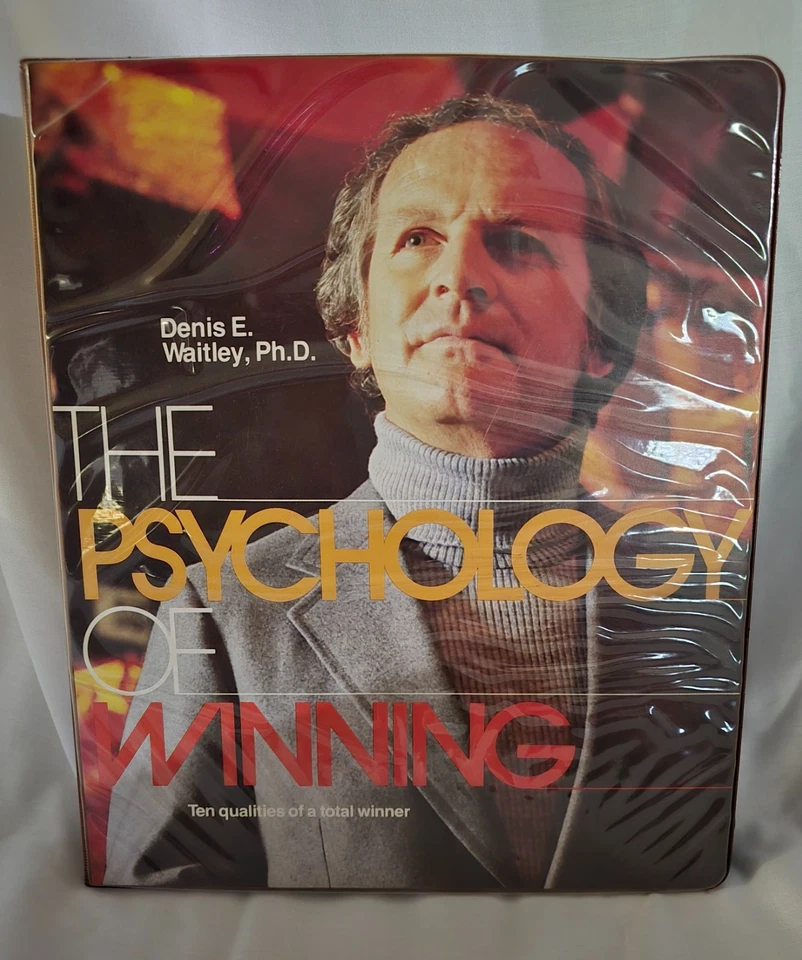 Denis E.
Waitley, Ph.D.
THE
PSYCHOLOGY
OF
WINNING
Ten qualities of a total winner